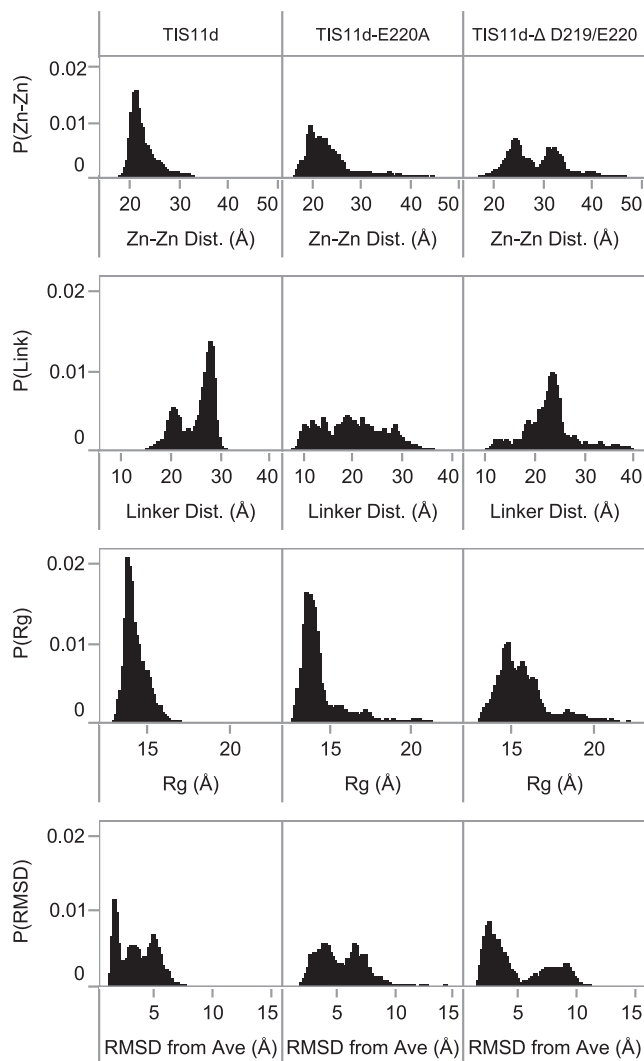 TIS11d TIS11d-E220A TIS11d-Δ D219/E220
P(Zn-Zn)
0.02
0.01
0
20 30 40 50 20 30 40 50 20 30 40 50
Zn-Zn Dist. (Å) Zn-Zn Dist. (Å) Zn-Zn Dist. (Å)
P(Link)
0.02
0.01
0
10 20 30 40 10 20 30 40 10 20 30 40
Linker Dist. (Å) Linker Dist. (Å) Linker Dist. (Å)
P(Rg)
0.02
0.01
0
15 20 15 20 15 20
Rg (Å) Rg (Å) Rg (Å)
P(RMSD)
0.02
0.01
0
5 10 15 5 10 15 5 10 15
RMSD from Ave (Å) RMSD from Ave (Å) RMSD from Ave (Å)